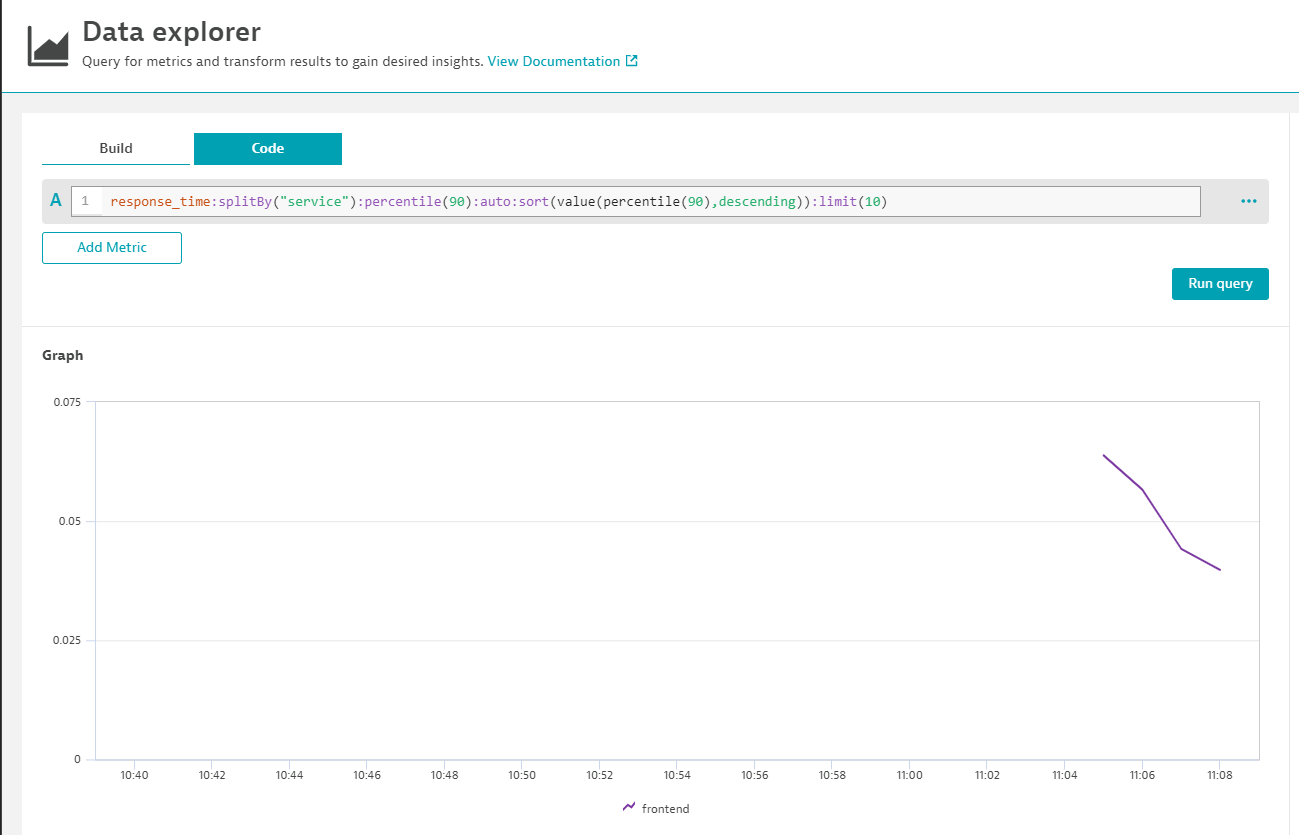 Data explorer
Query for metrics and transform results to gain desired insights. View Documentation
Build
Code
A
1
response_time:splitBy("service"):percentile(90):auto:sort(value(percentile(90),descending)):limit(10)
Add Metric
Run query
Graph
0.075
0.05
0.025
0
10:40 10:42 10:44 10:46 10:48 10:50 10:52 10:54 10:56 10:58 11:00 11:02 11:04 11:06 11:08
frontend